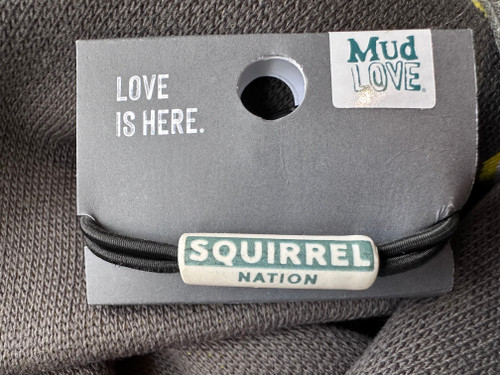 Mud
LOVE
LOVE
IS HERE.
SQUIRREL
NATION